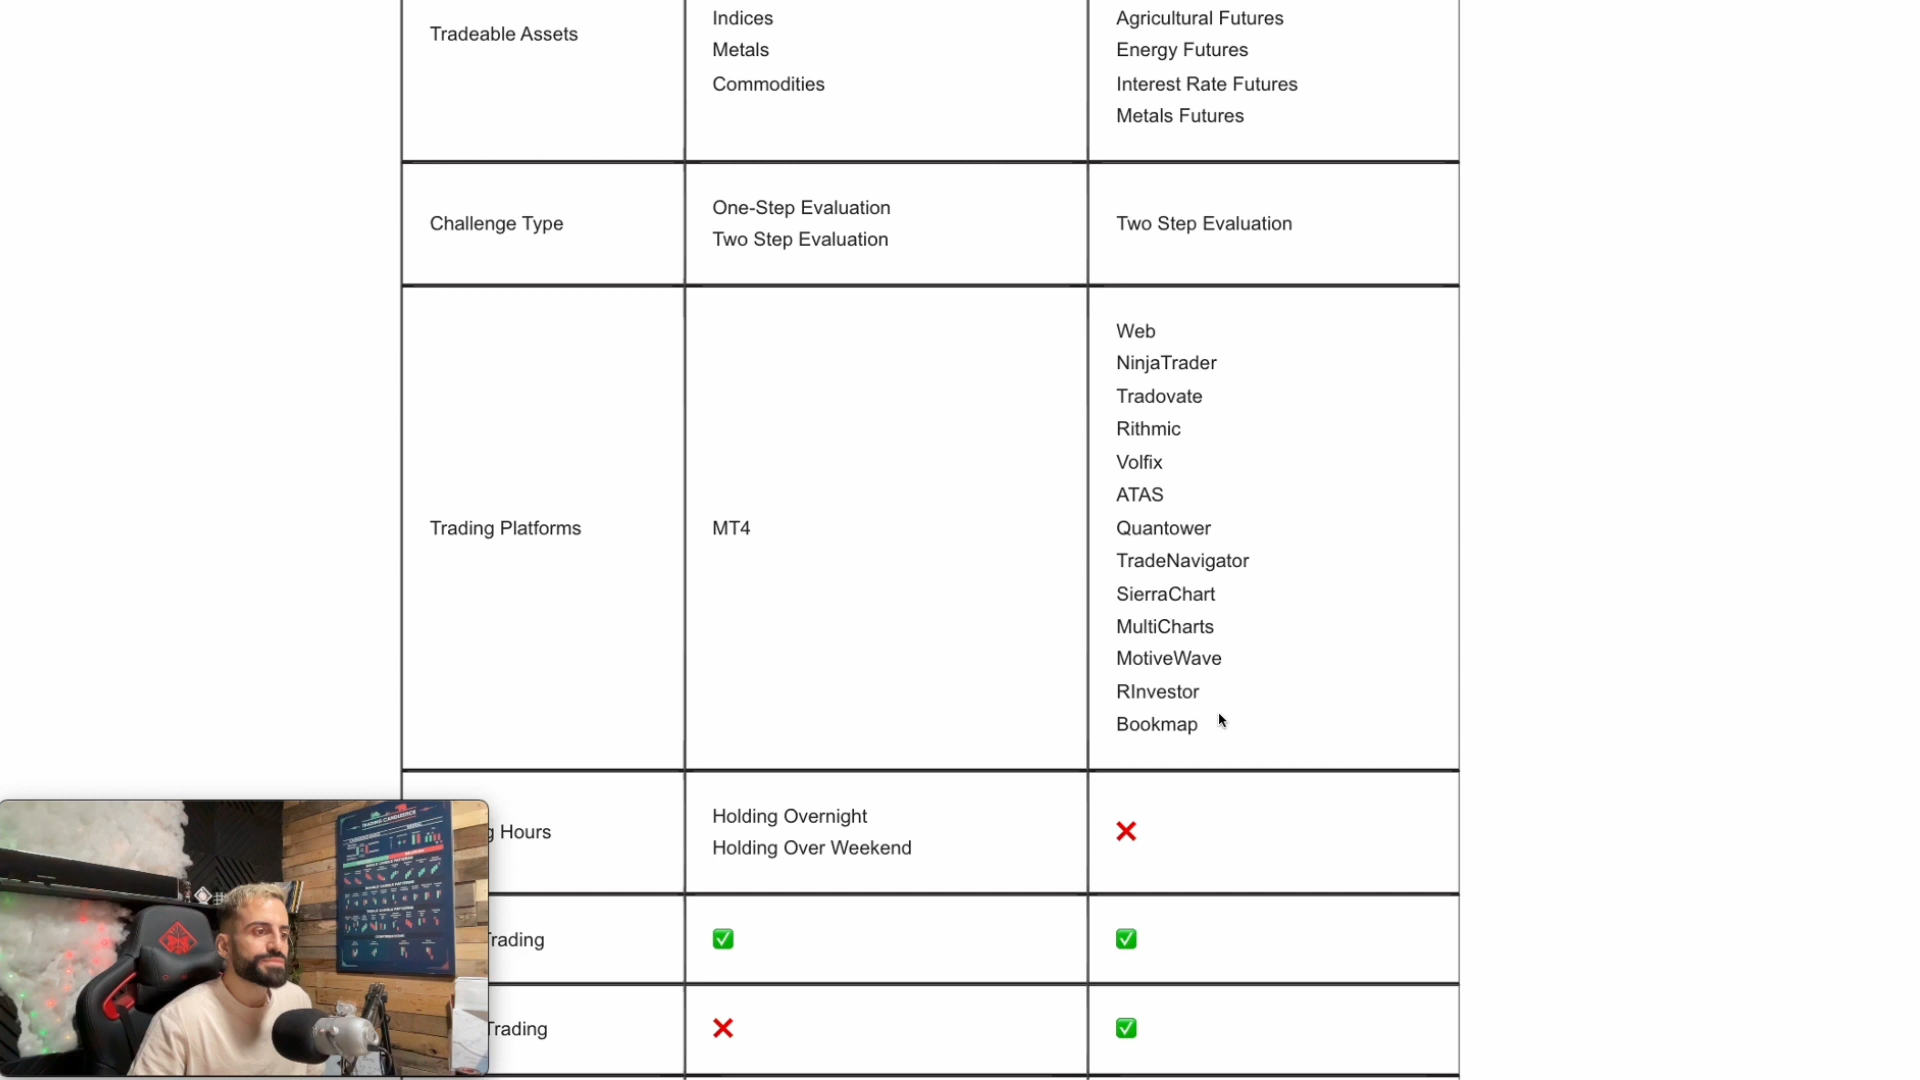 Tradeable Assets
Indices
Metals
Commodities
Agricultural Futures
Energy Futures
Interest Rate Futures
Metals Futures
Challenge Type
One-Step Evaluation
Two Step Evaluation
Two Step Evaluation
Trading Platforms
MT4
Web
NinjaTrader
Tradovate
Rithmic
Volfix
ATAS
Quantower
TradeNavigator
SierraChart
MultiCharts
MotiveWave
RInvestor
Bookmap
Hours
Holding Overnight
Holding Over Weekend
Trading
Trading